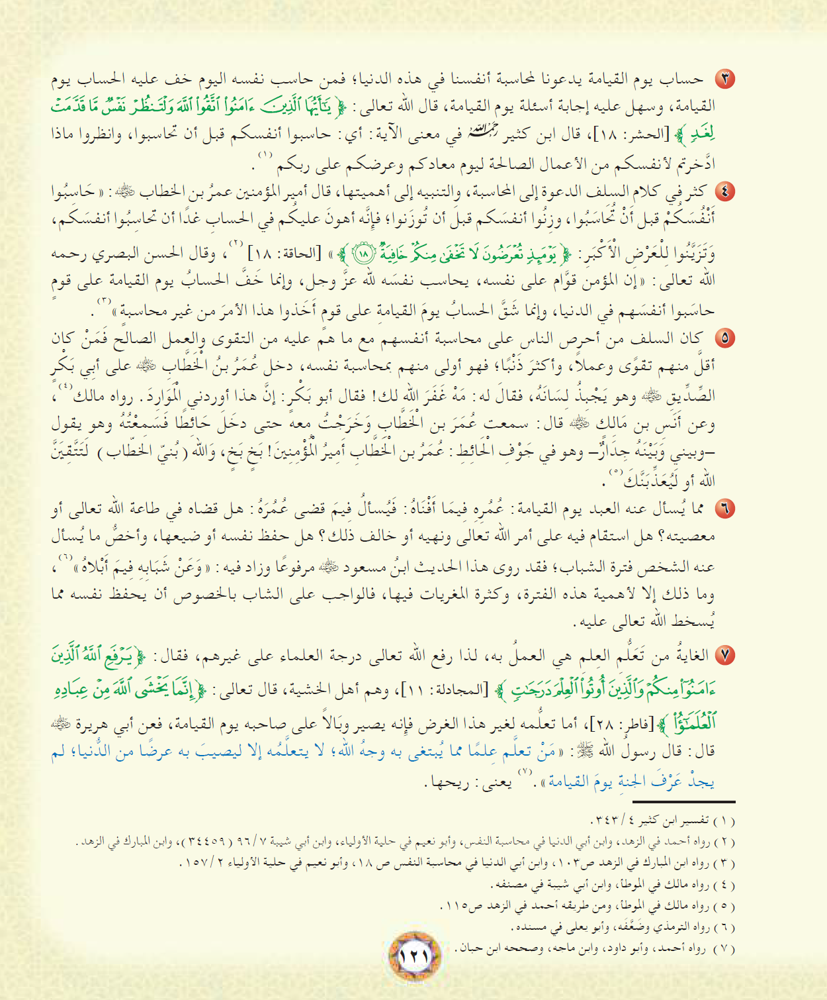 ٣ حساب يوم القيامة يدعونا لمحاسبة أنفسنا في هذه الدنيا؛ فمن حاسب نفسه اليوم خف عليه الحساب يوم
القيامة، وسهل عليه إجابة أسئلة يوم القيامة، قال الله تعالى: ﴿يَٰٓأَيُّهَا ٱلَّذِينَ ءَامَنُوا۟ ٱتَّقُوا۟ ٱللَّهَ وَلْتَنظُرْ نَفْسٌ مَّا قَدَّمَتْ
لِغَدٍ﴾ [الحشر: ١٨]، قال ابن كثير رحمه الله في معنى الآية: أي: حاسبوا أنفسكم قبل أن تحاسبوا، وانظروا ماذا
ادَّخرتم لأنفسكم من الأعمال الصالحة ليوم معادكم وعرضكم على ربكم (١).
٤ كثر في كلام السلف الدعوة إلى المحاسبة، والتنبيه إلى أهميتها، قال أمير المؤمنين عمرُ بن الخطاب رضي الله عنه: «حَاسِبُوا
أَنْفُسَكُمْ قبل أَنْ تُحَاسَبُوا، وزِنُوا أنفسَكم قبلَ أن تُوزَنوا؛ فإِنَّه أهونَ عليكُم في الحسابِ غدًا أن تحاسِبُوا أنفسَكم،
وَتَزَيَّنُوا لِلْعَرْضِ الْأَكْبَرِ: ﴿يَوْمَئِذٍ تُعْرَضُونَ لَا تَخْفَىٰ مِنكُمْ خَافِيَةٌ ١٨﴾» [الحاقة: ١٨] (٢)، وقال الحسن البصري رحمه
الله تعالى: «إن المؤمن قوَّام على نفسه، يحاسب نفسَه لله عزَّ وجل، وإنما خَفَّ الحسابُ يوم القيامة على قومٍ
حاسَبوا أنفسَهم في الدنيا، وإنما شَقَّ الحسابُ يومَ القيامةِ على قومٍ أَخَذوا هذا الأمرَ من غير محاسبةٍ»(٣).
٥ كان السلف من أحرص الناس على محاسبة أنفسهم مع ما هم عليه من التقوى والعمل الصالح فَمَنْ كان
أقلَّ منهم تقوًى وعملاً، وأكثرَ ذَنْبًا؛ فهو أولى منهم بمحاسبة نفسه، دخل عُمَرُ بنُ الْخَطَّابِ رضي الله عنه على أبي بَكْرٍ
الصِّدِّيقِ رضي الله عنه وهو يَجْبِذُ لِسَانَهُ، فقالَ له: مَهْ غَفَرَ الله لك! فقال أبو بَكْرٍ: إنَّ هذا أوردني الْمَوَارِدَ. رواه مالك(٤)،
وعن أَنَسِ بن مَالِكٍ رضي الله عنه قال: سمعت عُمَرَ بن الْخَطَّابِ وَخَرَجْتُ معه حتى دخَلَ حَائِطًا فَسَمِعْتُهُ وهو يقول
–وبيني وَبَيْنَهُ جِدَارٌ– وهو في جَوْفِ الْحَائِطِ: عُمَرُ بن الْخَطَّابِ أَمِيرُ الْمُؤْمِنِينَ! بَخٍ بَخٍ، وَالله (بُنيّ الخطّاب) لَتَتَّقِيَنَّ
الله أو لَيُعَذِّبَنَّكَ(٥).
٦ مما يُسأل عنه العبد يوم القيامة: عُمُرِهِ فِيمَا أَفْنَاهُ: فَيُسألُ فِيمَ قضى عُمُرَهُ: هل قضاه في طاعة الله تعالى أو
معصيته؟ هل استقام فيه على أمر الله تعالى ونهيه أو خالف ذلك؟ هل حفظ نفسه أو ضيعها، وأخصُّ ما يُسأل
عنه الشخص فترة الشباب؛ فقد روى هذا الحديث ابنُ مسعود رضي الله عنه مرفوعًا وزاد فيه: «وَعَنْ شَبَابِهِ فِيمَ أَبْلاهُ»(٦)،
وما ذلك إلا لأهمية هذه الفترة، وكثرة المغريات فيها، فالواجب على الشاب بالخصوص أن يحفظ نفسه مما
يُسخط الله تعالى عليه.
٧ الغايةُ من تَعَلُّمِ العِلمِ هي العملُ به، لذا رفع الله تعالى درجة العلماء على غيرهم، فقال: ﴿يَرْفَعِ ٱللَّهُ ٱلَّذِينَ
ءَامَنُوا۟ مِنكُمْ وَٱلَّذِينَ أُوتُوا۟ ٱلْعِلْمَ دَرَجَٰتٍ﴾ [المجادلة: ١١]، وهم أهل الخشية، قال تعالى: ﴿إِنَّمَا يَخْشَى ٱللَّهَ مِنْ عِبَادِهِ
ٱلْعُلَمَٰٓؤُا۟﴾ [فاطر: ٢٨]، أما تعلُّمه لغير هذا الغرض فإنه يصير وبَالاً على صاحبه يوم القيامة، فعن أبي هريرة رضي الله عنه
قال: قال رسولُ الله ﷺ: «مَنْ تعلَّم عِلمًا مما يُبتغى به وجهُ الله؛ لا يتعلَّمُه إلا ليصيبَ به عرضًا من الدُّنيا؛ لم
يجدْ عَرْفَ الجنةِ يومَ القيامة».(٧) يعنى: ريحها.
(١) تفسير ابن كثير ٤/٣٤٣.
(٢) رواه أحمد في الزهد، وابن أبي الدنيا في محاسبة النفس، وأبو نعيم في حلية الأولياء، وابن أبي شيبة ٩٦/٧ (٣٤٤٥٩)، وابن المبارك في الزهد.
(٣) رواه ابن المبارك في الزهد ص١٠٣، وابن أبي الدنيا في محاسبة النفس ص ١٨، وأبو نعيم في حلية الأولياء ١٥٧/٢.
(٤) رواه مالك في الموطأ، وابن أبي شيبة في مصنفه.
(٥) رواه مالك في الموطأ، ومن طريقه أحمد في الزهد ص١١٥.
(٦) رواه الترمذي وضَعَّفَه، وأبو يعلى في مسنده.
(٧) رواه أحمد، وأبو داود، وابن ماجه، وصححه ابن حبان.
١٢١